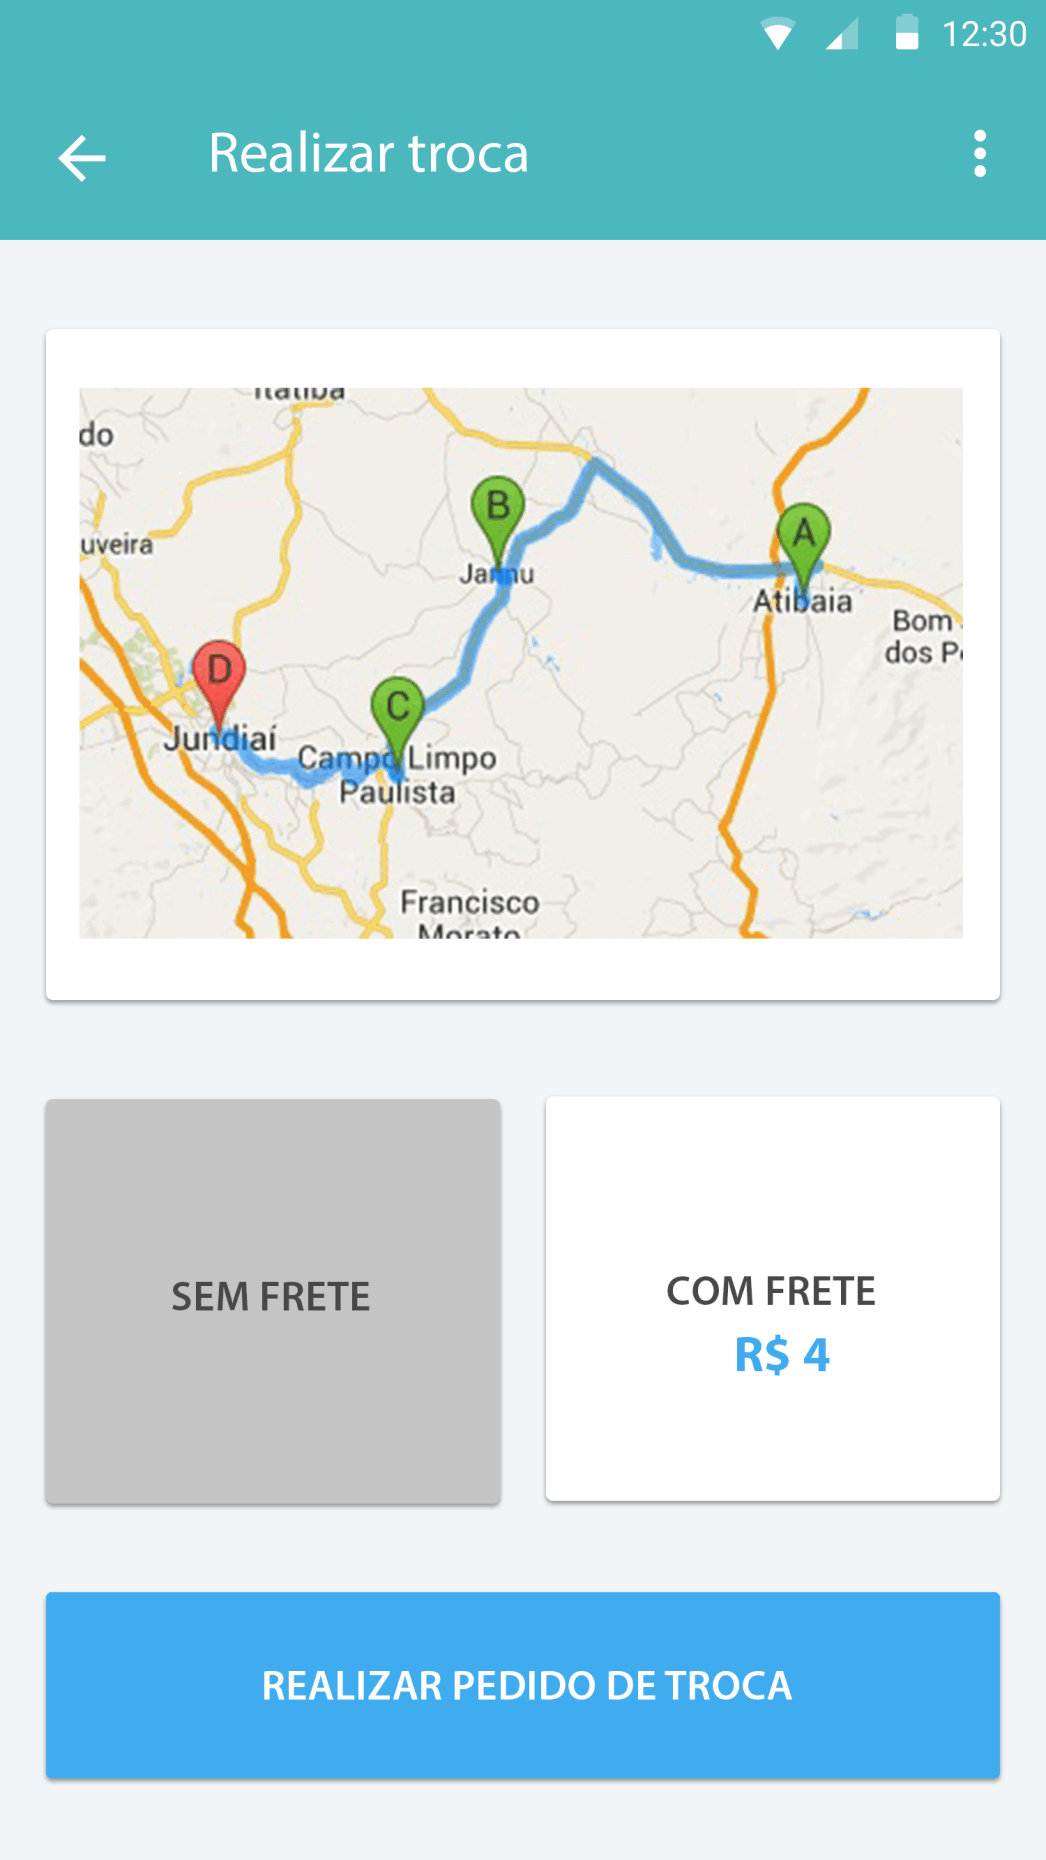 12:30
Realizar troca
Itatiba
do
B
A
uveira
Jarinu
Atibaia
Bom
dos P
D
C
Jundiaí
Campo Limpo
Paulista
Francisco
Morato
SEM FRETE
COM FRETE
R$ 4
REALIZAR PEDIDO DE TROCA